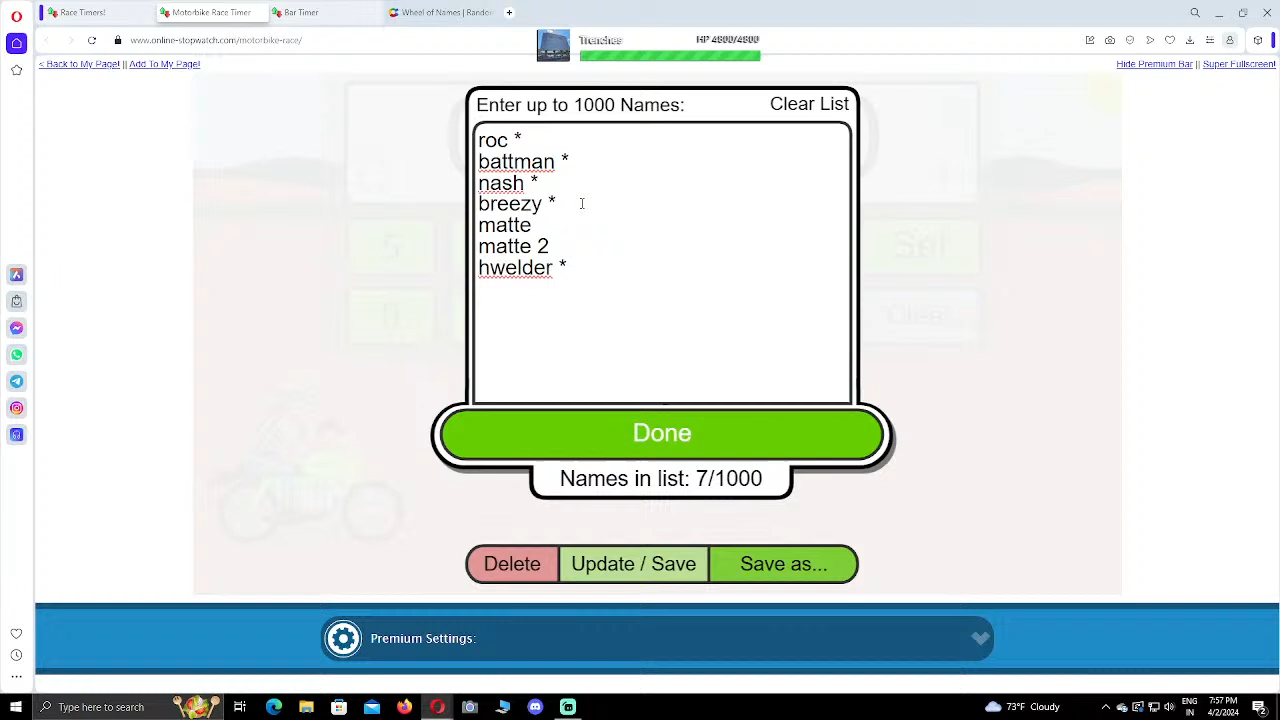 Race Timers!
Motorbike Race Timer
Bar Timer
Wheel of Names | Rando
www.online-stopwatch.com/motorbike-race/
Trenches HP 4800/4800
< Back To My Page! || Add To My Page!
Hide Premium Bar || Super Fullscreen
Enter up to 1000 Names: Clear List
roc *
battman *
nash *
breezy *
matte
matte 2
hwelder *
Done
Names in list: 7/1000
Delete
Update / Save
Save as...
Premium Settings:
Type here to search
73°F Cloudy
ENG
IN
7:57 PM
4/2/2024